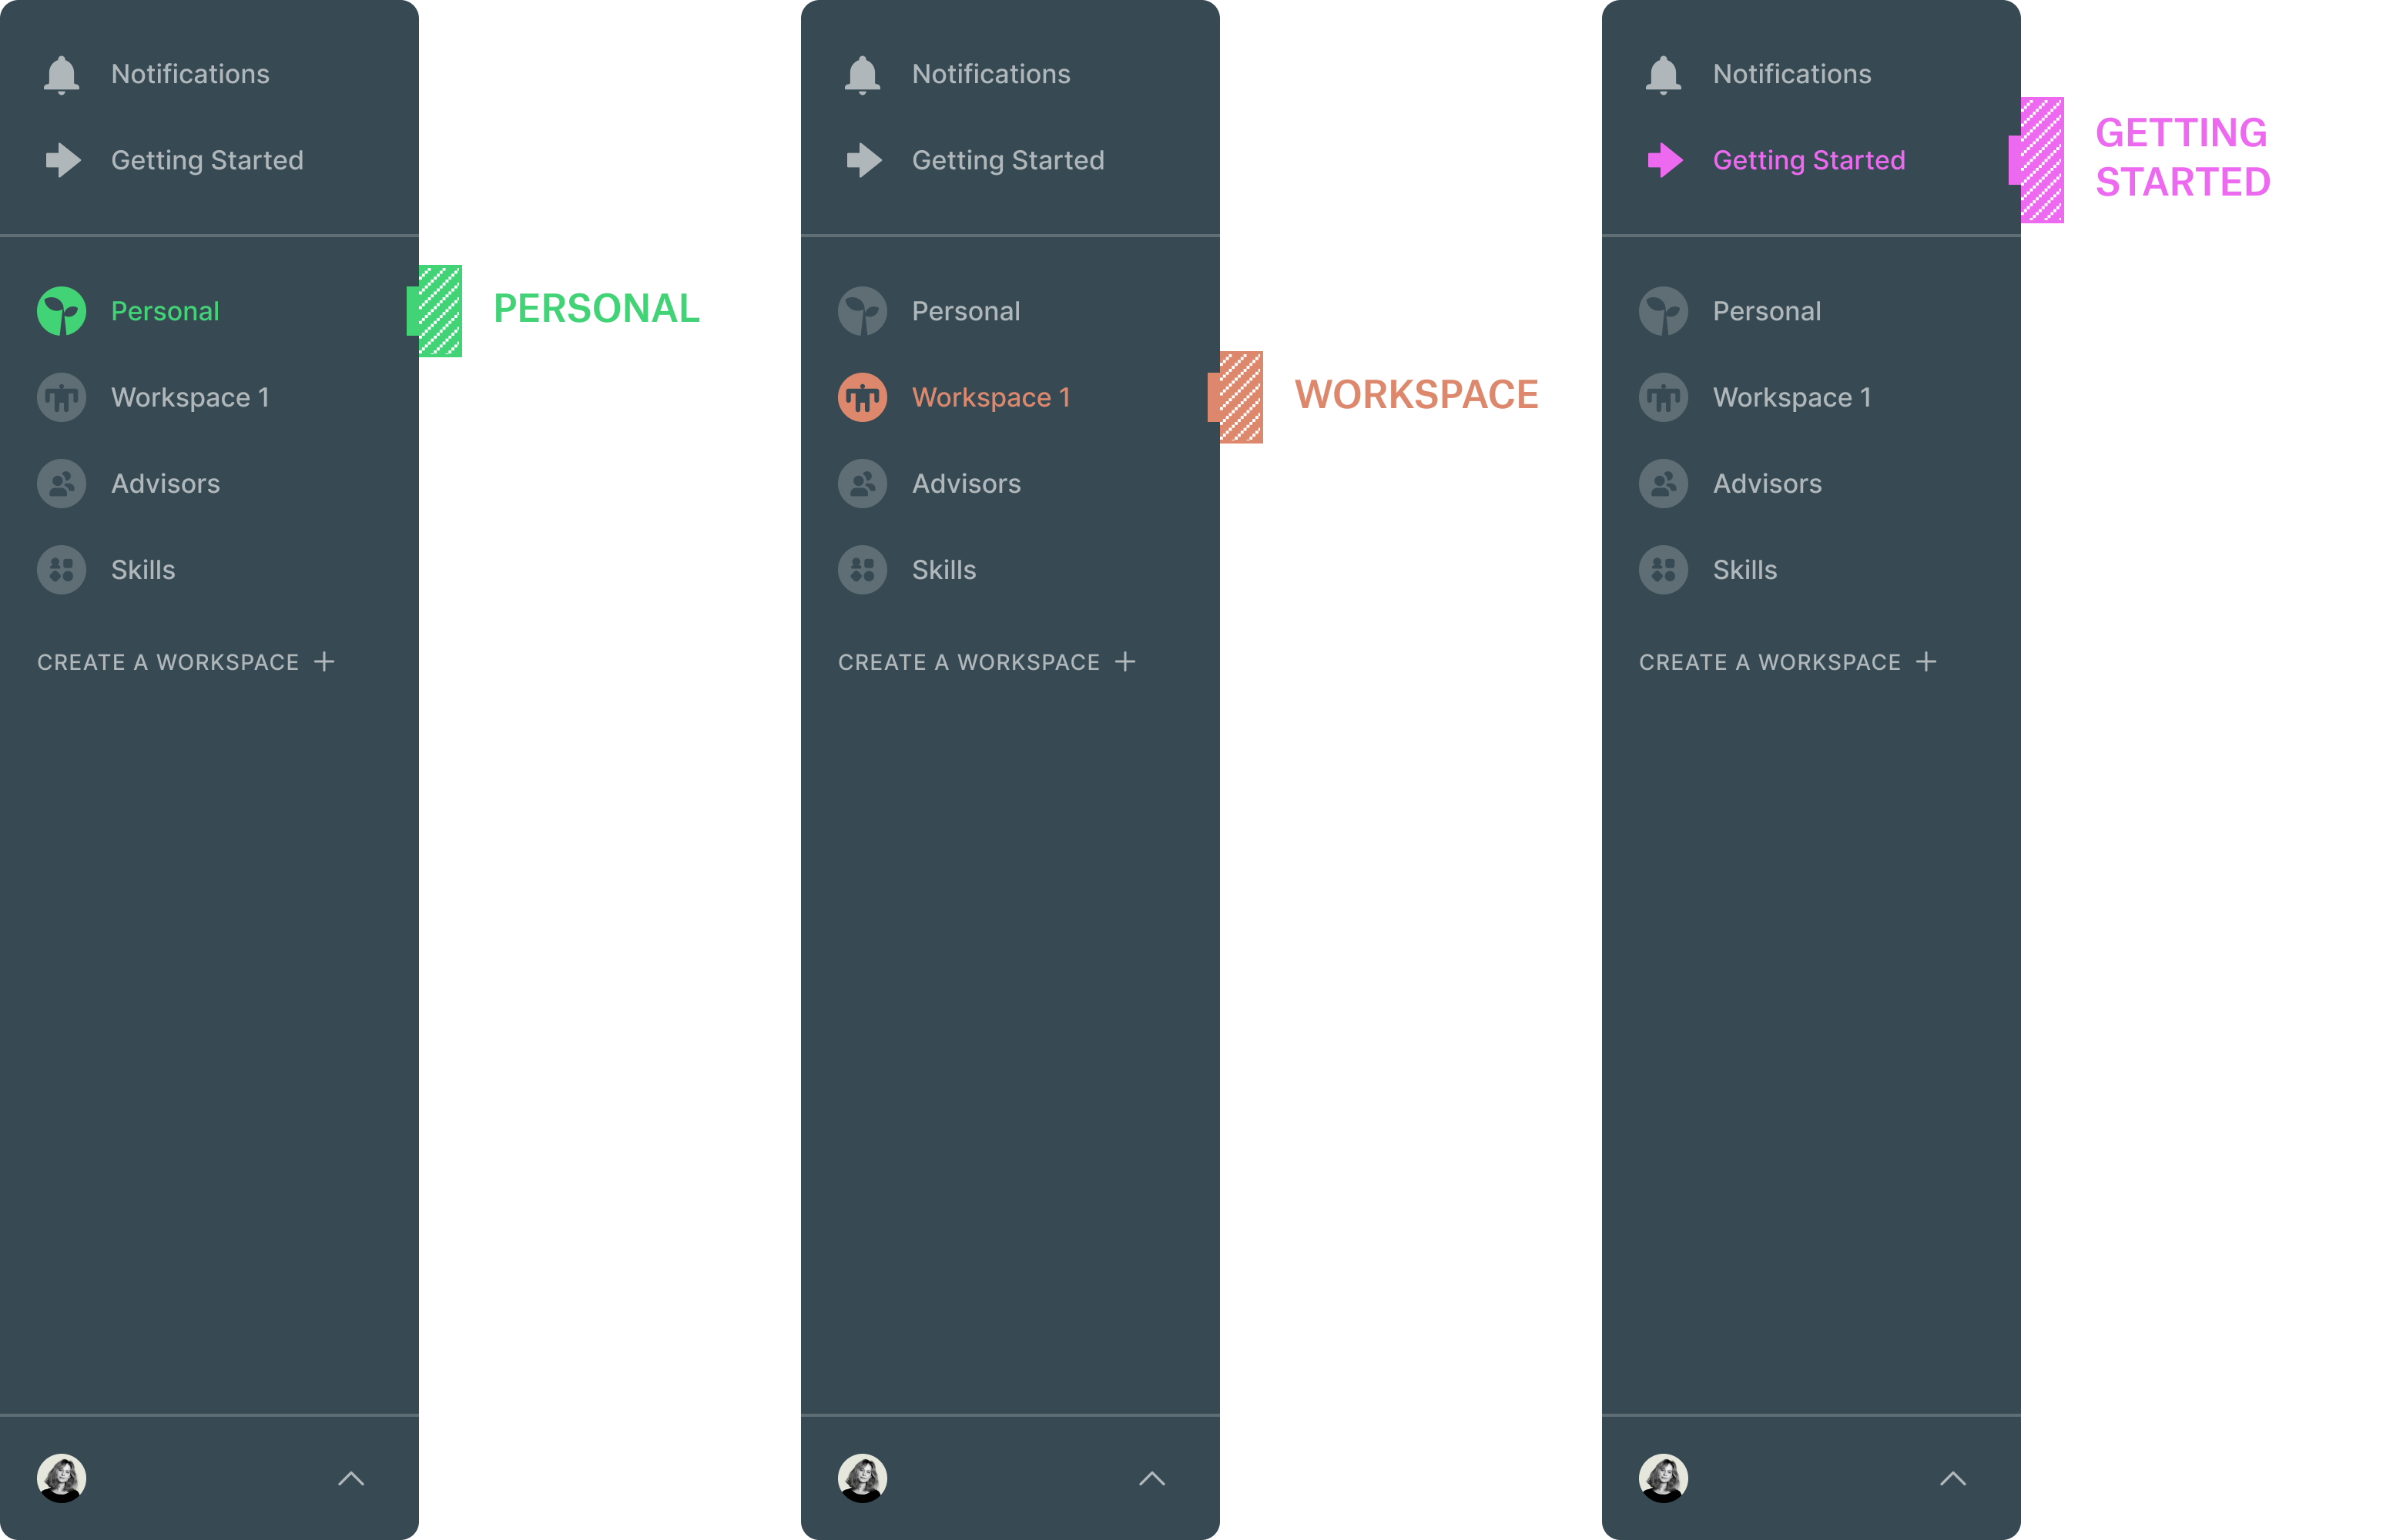 Notifications
Getting Started
Personal
PERSONAL
Workspace 1
Advisors
Skills
CREATE A WORKSPACE
Notifications
Getting Started
Personal
Workspace 1
WORKSPACE
Advisors
Skills
CREATE A WORKSPACE
Notifications
Getting Started
GETTING
STARTED
Personal
Workspace 1
Advisors
Skills
CREATE A WORKSPACE